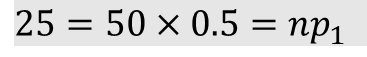 25 = 50 × 0.5 = np₁